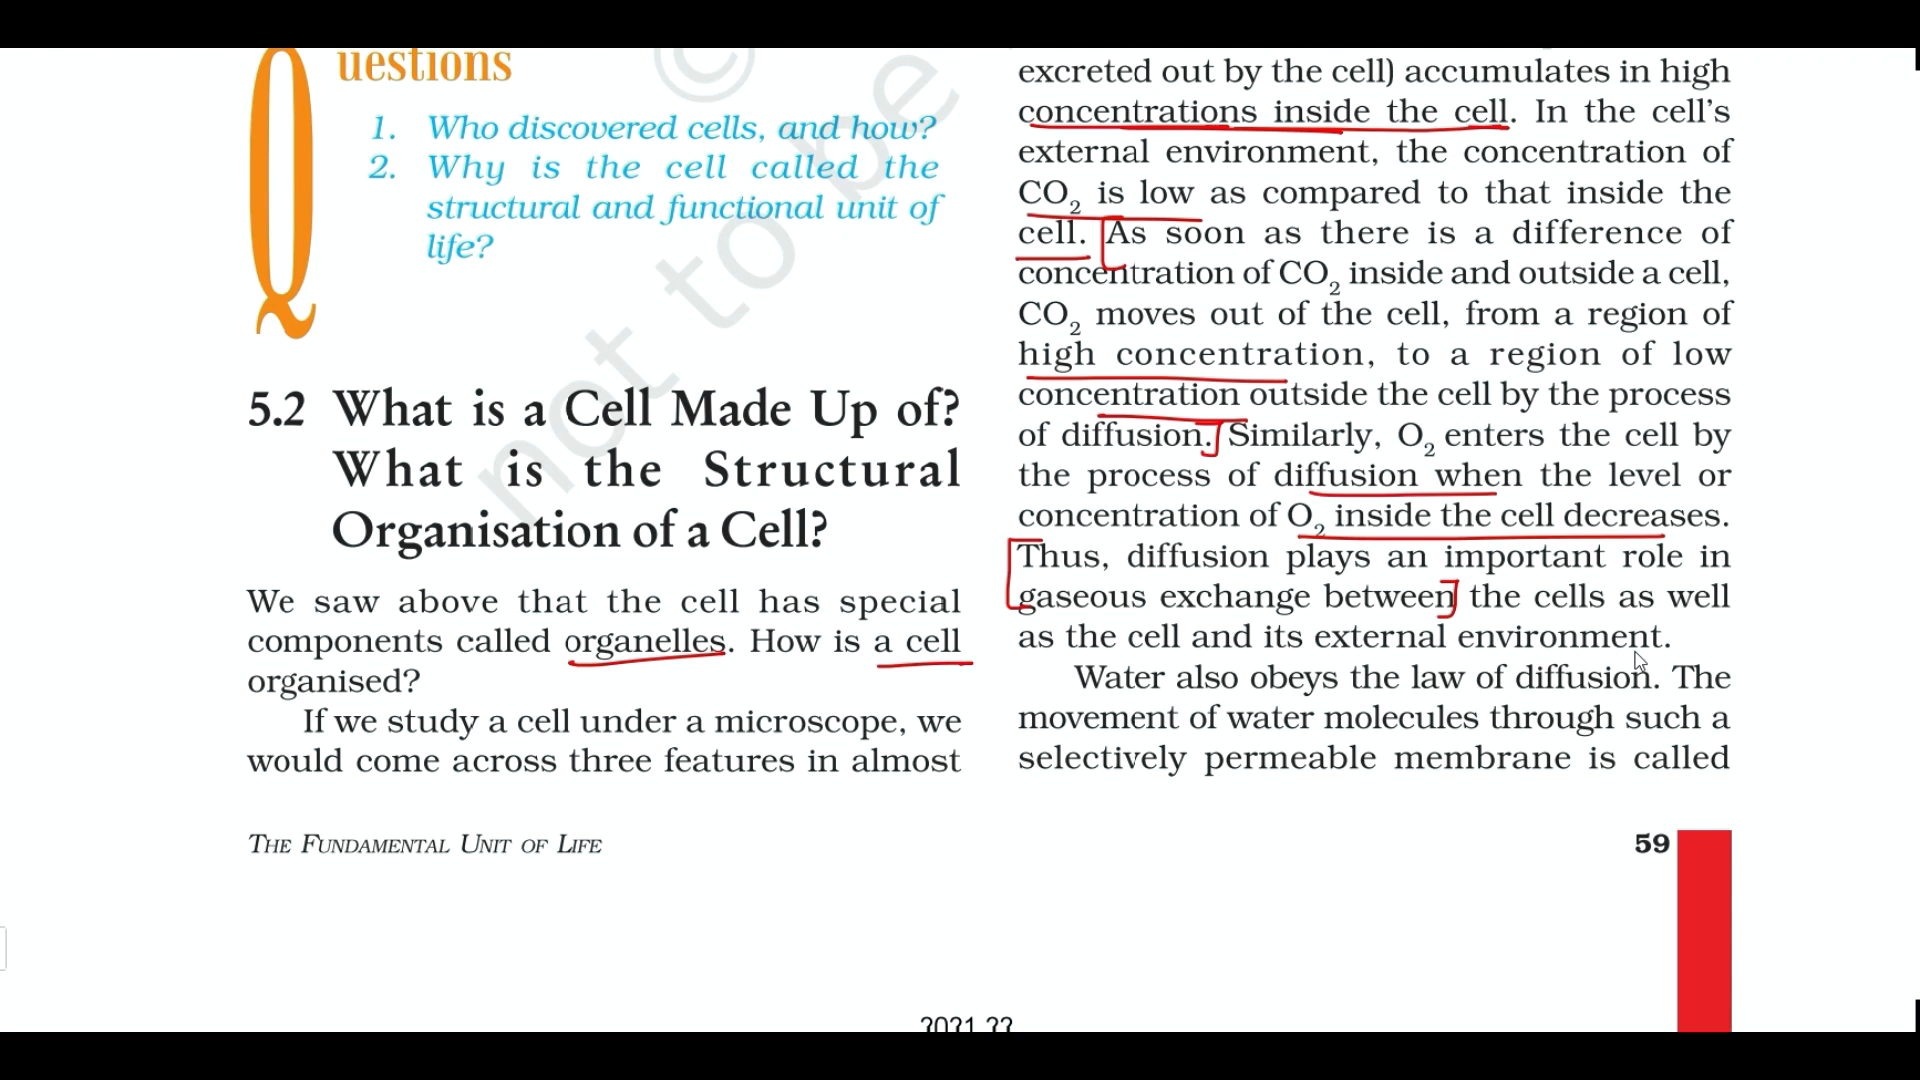 Questions
1. Who discovered cells, and how?
2. Why is the cell called the
structural and functional unit of
life?
5.2 What is a Cell Made Up of?
What is the Structural
Organisation of a Cell?
We saw above that the cell has special
components called organelles. How is a cell
organised?
If we study a cell under a microscope, we
would come across three features in almost
excreted out by the cell) accumulates in high
concentrations inside the cell. In the cell's
external environment, the concentration of
CO₂ is low as compared to that inside the
cell. As soon as there is a difference of
concentration of CO₂ inside and outside a cell,
CO₂ moves out of the cell, from a region of
high concentration, to a region of low
concentration outside the cell by the process
of diffusion. Similarly, O₂ enters the cell by
the process of diffusion when the level or
concentration of O₂ inside the cell decreases.
Thus, diffusion plays an important role in
gaseous exchange between the cells as well
as the cell and its external environment.
Water also obeys the law of diffusion. The
movement of water molecules through such a
selectively permeable membrane is called
The Fundamental Unit of Life
59
© not to be